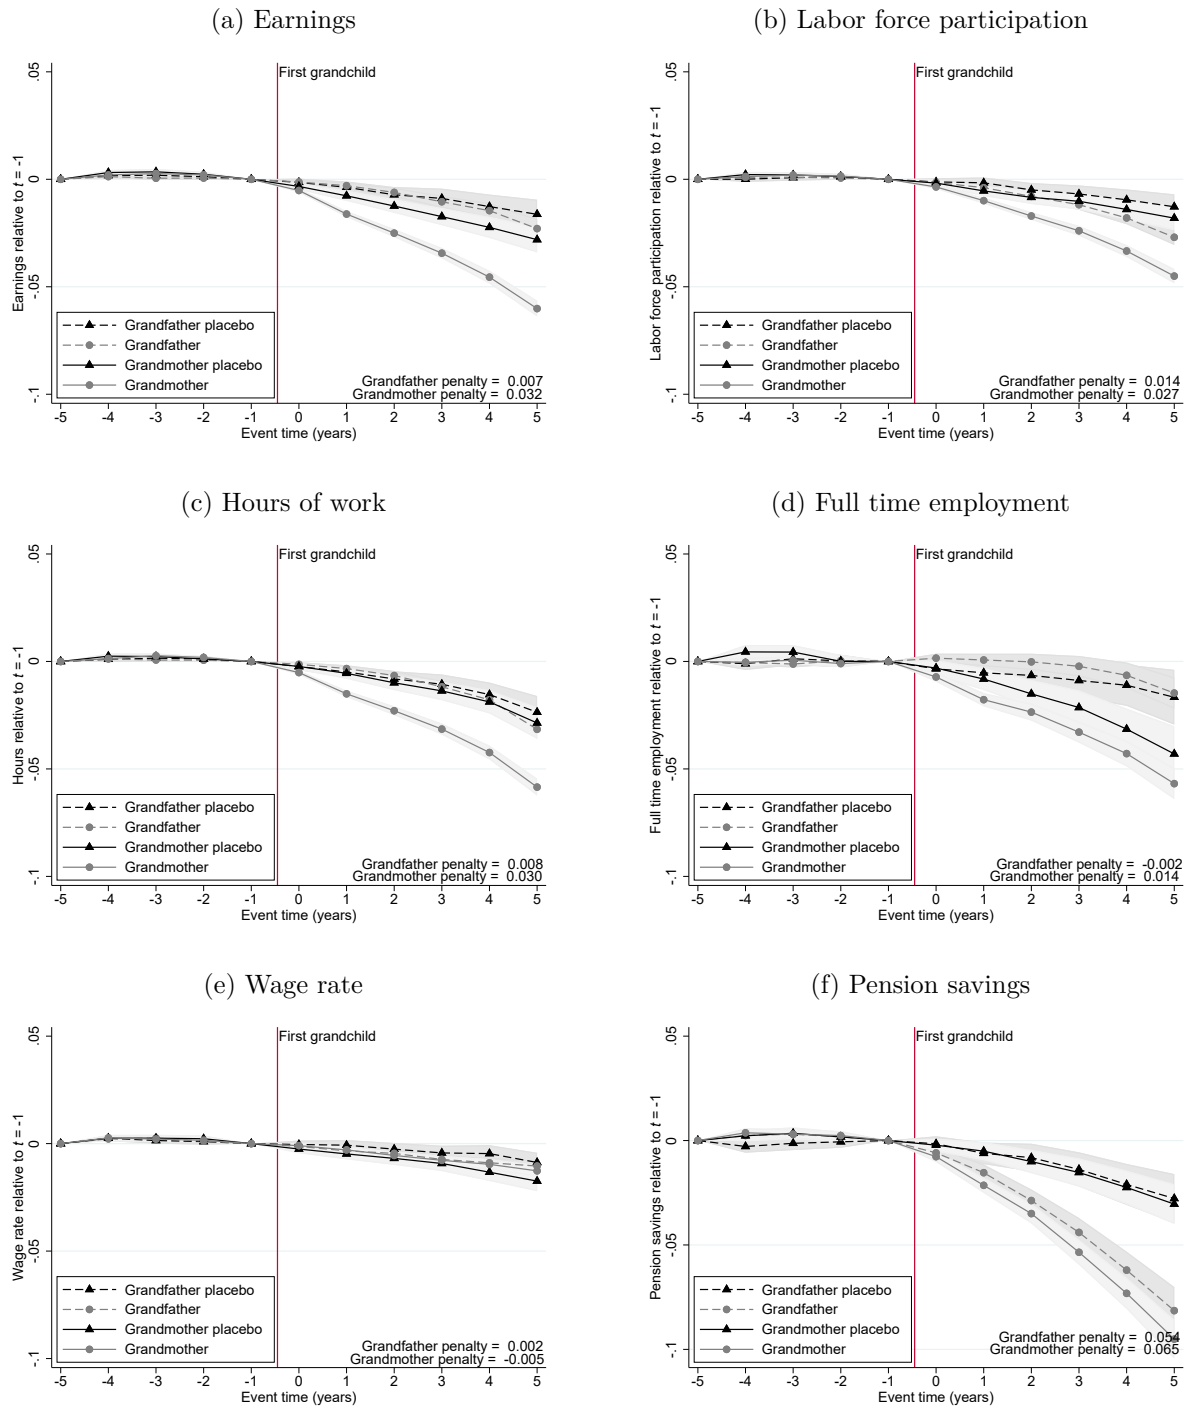 (a) Earnings
.05
0
-.05
-.1
Earnings relative to t = -1
First grandchild
Grandfather placebo
Grandfather
Grandmother placebo
Grandmother
Grandfather penalty = 0.007
Grandmother penalty = 0.032
-5 -4 -3 -2 -1 0 1 2 3 4 5
Event time (years)
(b) Labor force participation
.05
0
-.05
-.1
Labor force participation relative to t = -1
First grandchild
Grandfather placebo
Grandfather
Grandmother placebo
Grandmother
Grandfather penalty = 0.014
Grandmother penalty = 0.027
-5 -4 -3 -2 -1 0 1 2 3 4 5
Event time (years)
(c) Hours of work
.05
0
-.05
-.1
Hours relative to t = -1
First grandchild
Grandfather placebo
Grandfather
Grandmother placebo
Grandmother
Grandfather penalty = 0.008
Grandmother penalty = 0.030
-5 -4 -3 -2 -1 0 1 2 3 4 5
Event time (years)
(d) Full time employment
.05
0
-.05
-.1
Full time employment relative to t = -1
First grandchild
Grandfather placebo
Grandfather
Grandmother placebo
Grandmother
Grandfather penalty = -0.002
Grandmother penalty = 0.014
-5 -4 -3 -2 -1 0 1 2 3 4 5
Event time (years)
(e) Wage rate
.05
0
-.05
-.1
Wage rate relative to t = -1
First grandchild
Grandfather placebo
Grandfather
Grandmother placebo
Grandmother
Grandfather penalty = 0.002
Grandmother penalty = -0.005
-5 -4 -3 -2 -1 0 1 2 3 4 5
Event time (years)
(f) Pension savings
.05
0
-.05
-.1
Pension savings relative to t = -1
First grandchild
Grandfather placebo
Grandfather
Grandmother placebo
Grandmother
Grandfather penalty = 0.054
Grandmother penalty = 0.065
-5 -4 -3 -2 -1 0 1 2 3 4 5
Event time (years)